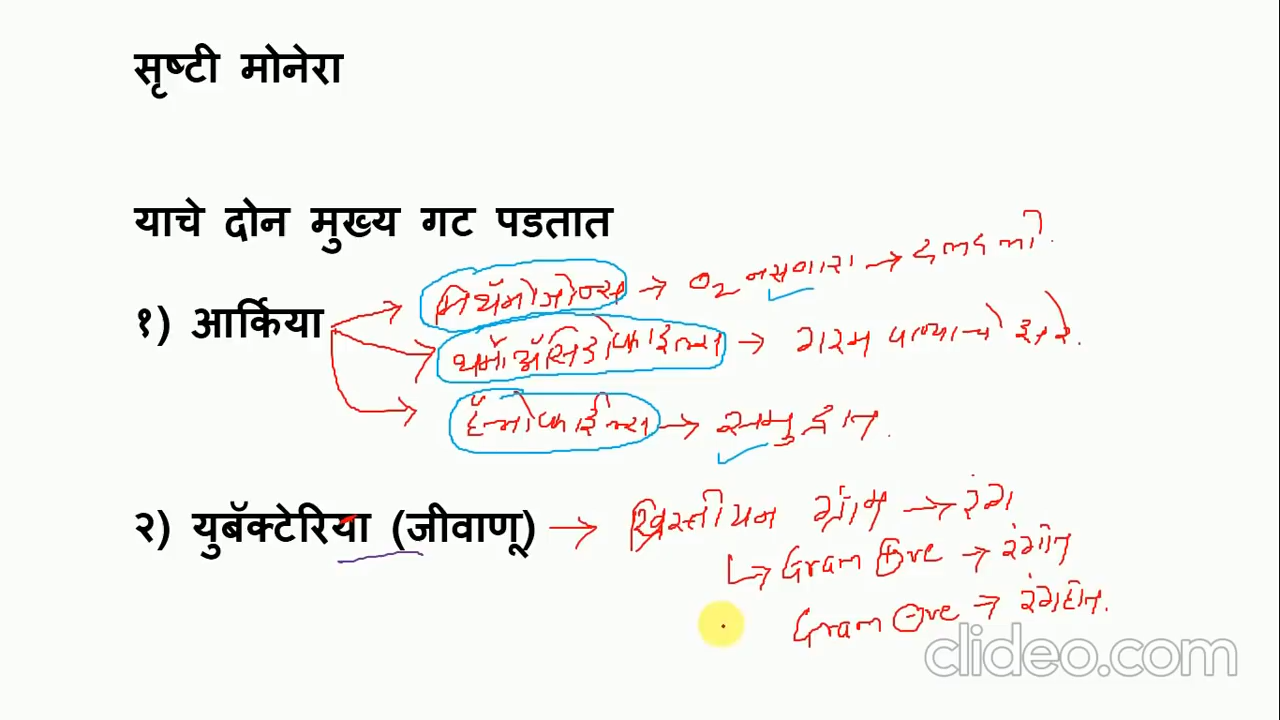 सृष्टी मोनेरा
याचे दोन मुख्य गट पडतात
१) आर्किया
मिथॅनोजीन्स → O2 नसणारा → दलदली.
थर्मोॲसिडोफाईल्स → गरम पाण्याचे झरे.
हॅलोफाईल्स → समुद्रात.
२) युबॅक्टेरिया (जीवाणू) → ख्रिस्तीयन ग्रॅम → रंग
Gram +ve → रंगीत
Gram -ve → रंगहीन.
clideo.com